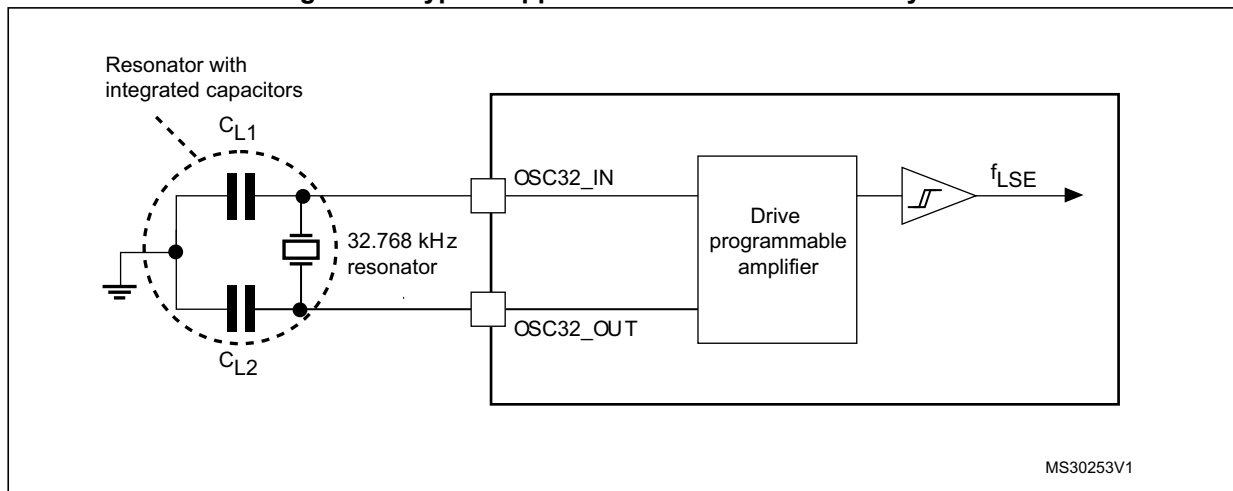 Resonator with
integrated capacitors
CL1
OSC32_IN
fLSE
Drive
programmable
amplifier
32.768 kHz
resonator
OSC32_OUT
CL2
MS30253V1